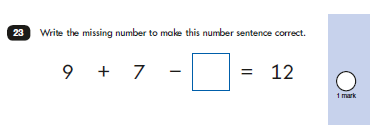 23 Write the missing number to make this number sentence correct.
9 + 7 − = 12
1 mark